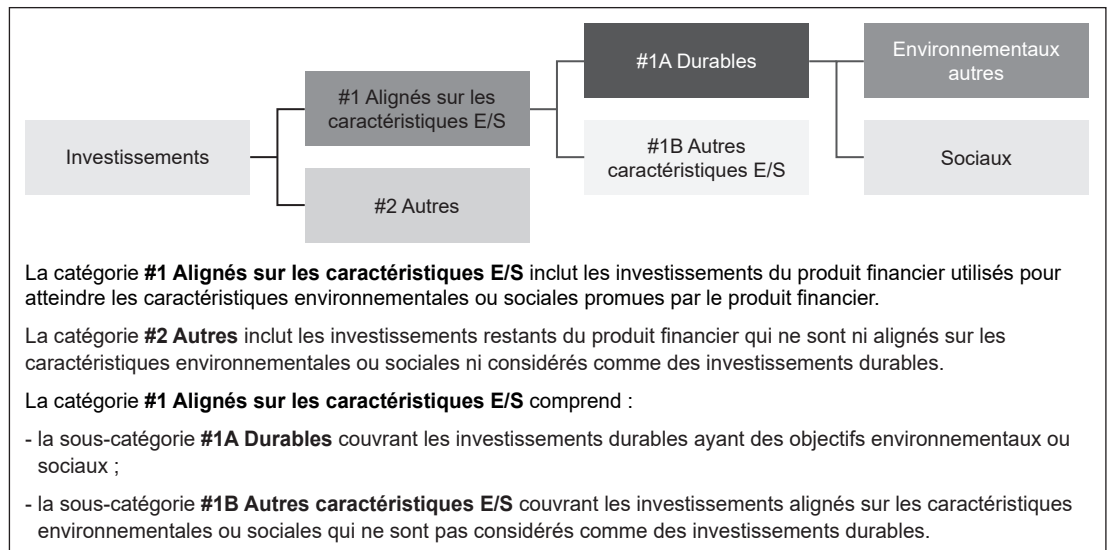 Investissements
#1 Alignés sur les
caractéristiques E/S
#2 Autres
#1A Durables
#1B Autres
caractéristiques E/S
Environnementaux
autres
Sociaux
La catégorie #1 Alignés sur les caractéristiques E/S inclut les investissements du produit financier utilisés pour
atteindre les caractéristiques environnementales ou sociales promues par le produit financier.
La catégorie #2 Autres inclut les investissements restants du produit financier qui ne sont ni alignés sur les
caractéristiques environnementales ou sociales ni considérés comme des investissements durables.
La catégorie #1 Alignés sur les caractéristiques E/S comprend :
- la sous-catégorie #1A Durables couvrant les investissements durables ayant des objectifs environnementaux ou
sociaux ;
- la sous-catégorie #1B Autres caractéristiques E/S couvrant les investissements alignés sur les caractéristiques
environnementales ou sociales qui ne sont pas considérés comme des investissements durables.